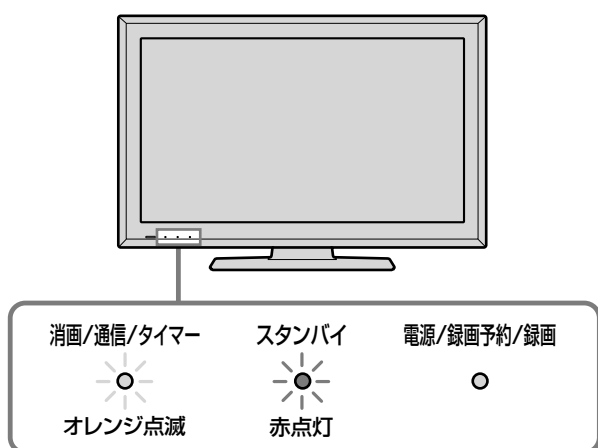 消画/通信/タイマー
スタンバイ
電源/録画予約/録画
オレンジ点滅
赤点灯